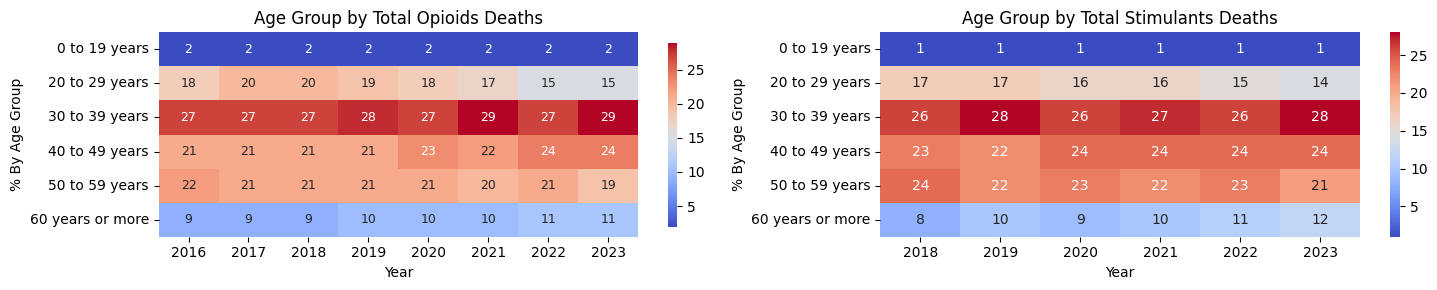 Age Group by Total Opioids Deaths
% By Age Group
0 to 19 years 2 2 2 2 2 2 2 2
20 to 29 years 18 20 20 19 18 17 15 15
30 to 39 years 27 27 27 28 27 29 27 29
40 to 49 years 21 21 21 21 23 22 24 24
50 to 59 years 22 21 21 21 21 20 21 19
60 years or more 9 9 9 10 10 10 11 11
2016 2017 2018 2019 2020 2021 2022 2023
Year
25
20
15
10
5
Age Group by Total Stimulants Deaths
% By Age Group
0 to 19 years 1 1 1 1 1 1
20 to 29 years 17 17 16 16 15 14
30 to 39 years 26 28 26 27 26 28
40 to 49 years 23 22 24 24 24 24
50 to 59 years 24 22 23 22 23 21
60 years or more 8 10 9 10 11 12
2018 2019 2020 2021 2022 2023
Year
25
20
15
10
5